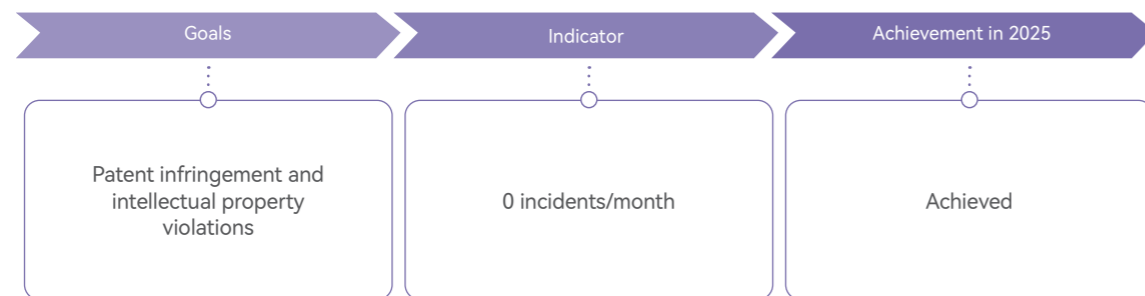 Goals
Indicator
Achievement in 2025
Patent infringement and
intellectual property
violations
0 incidents/month
Achieved